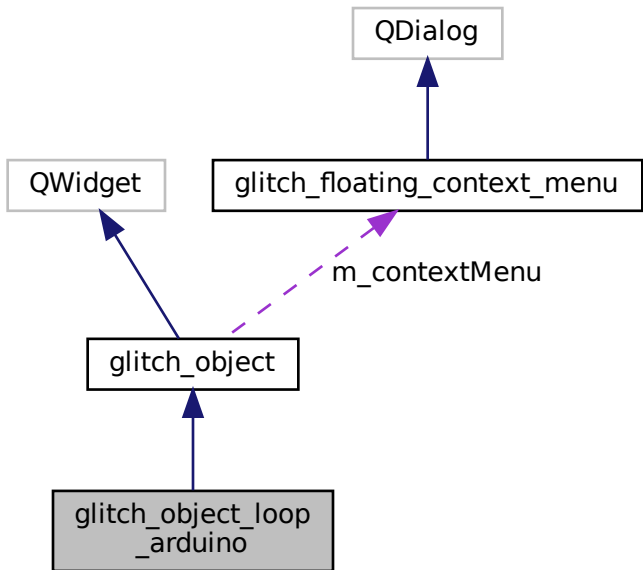 QDialog
QWidget
glitch_floating_context_menu
m_contextMenu
glitch_object
glitch_object_loop
_arduino